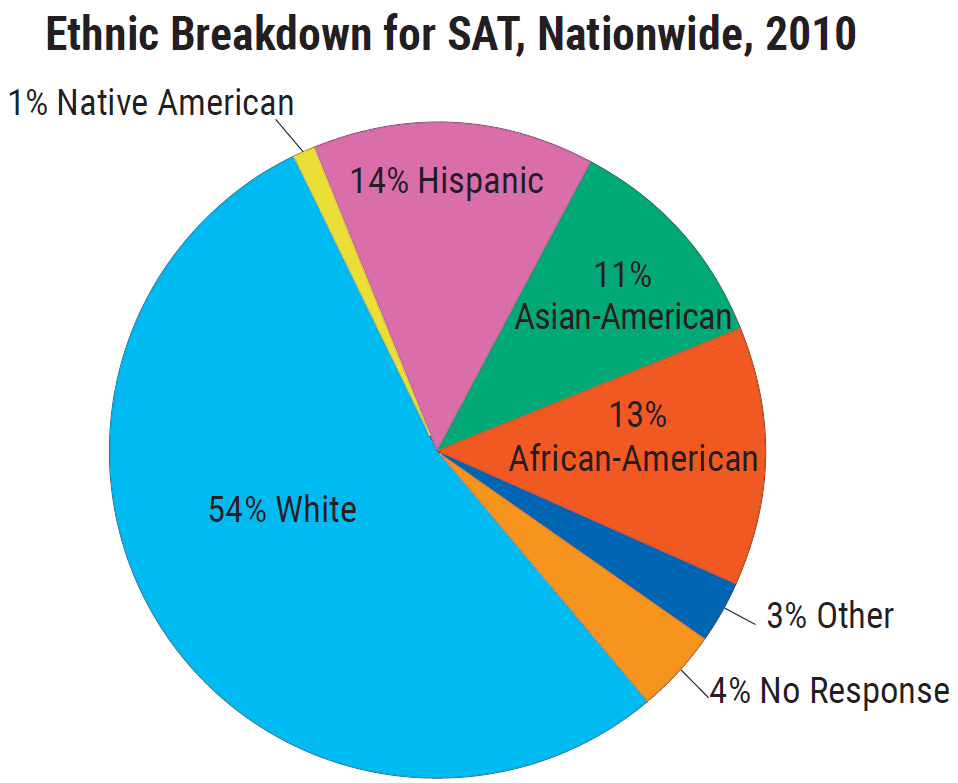 Ethnic Breakdown for SAT, Nationwide, 2010
1% Native American
14% Hispanic
11%
Asian-American
13%
African-American
54% White
3% Other
4% No Response